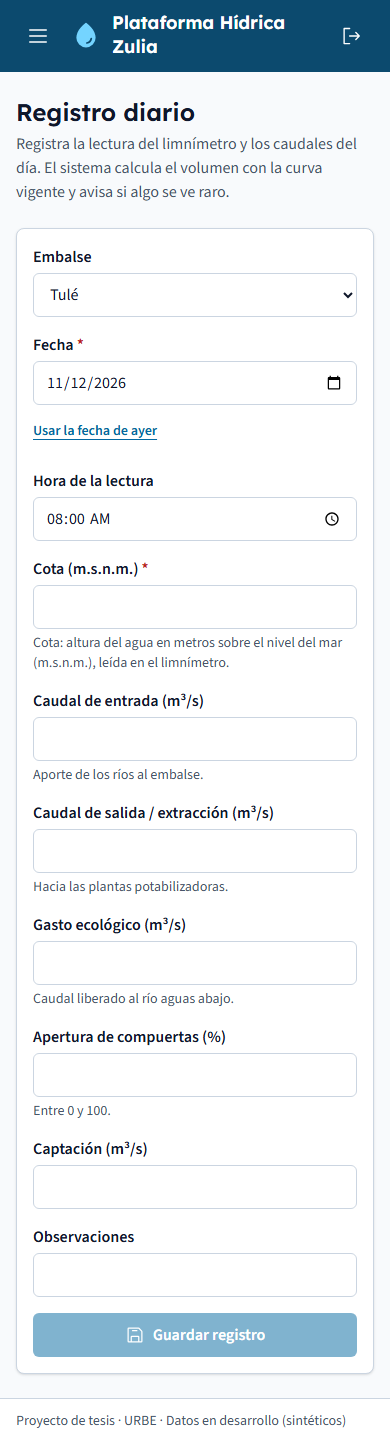 Plataforma Hídrica
Zulia
Registro diario
Registra la lectura del limnímetro y los caudales del
día. El sistema calcula el volumen con la curva
vigente y avisa si algo se ve raro.
Embalse
Tulé
Fecha *
11/12/2026
Usar la fecha de ayer
Hora de la lectura
08:00 AM
Cota (m.s.n.m.) *
Cota: altura del agua en metros sobre el nivel del mar
(m.s.n.m.), leída en el limnímetro.
Caudal de entrada (m³/s)
Aporte de los ríos al embalse.
Caudal de salida / extracción (m³/s)
Hacia las plantas potabilizadoras.
Gasto ecológico (m³/s)
Caudal liberado al río aguas abajo.
Apertura de compuertas (%)
Entre 0 y 100.
Captación (m³/s)
Observaciones
Guardar registro
Proyecto de tesis · URBE · Datos en desarrollo (sintéticos)